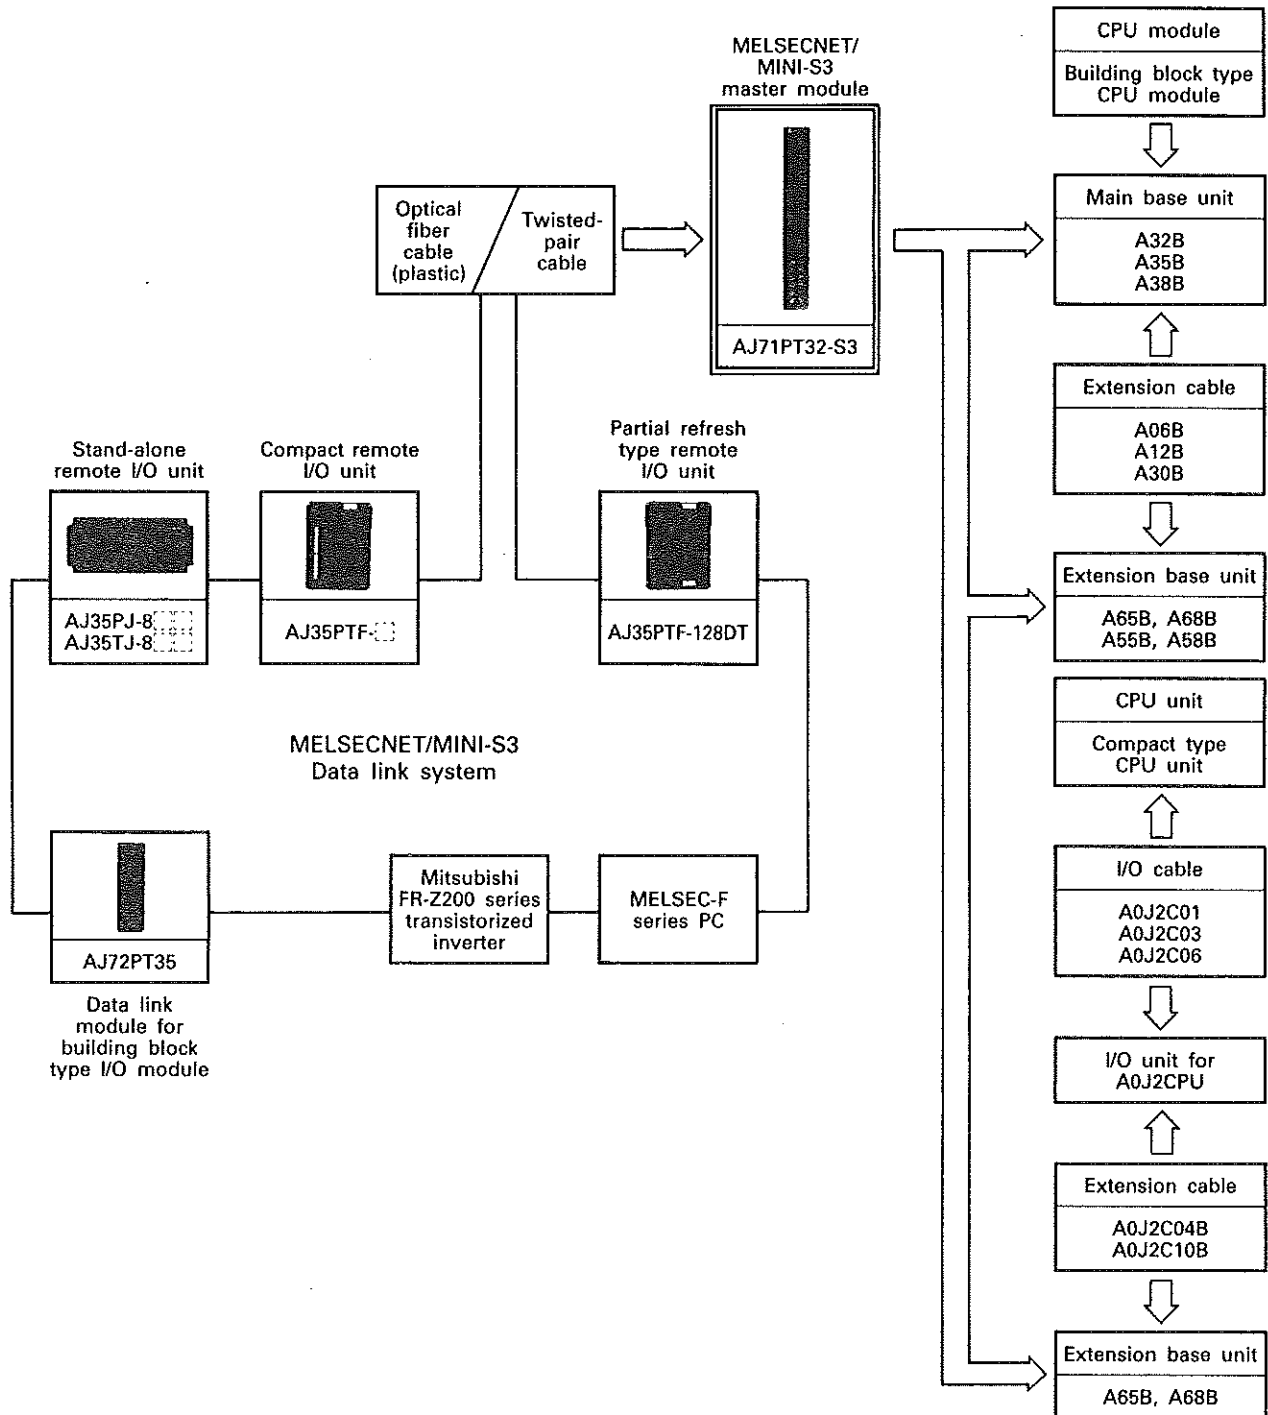 MELSECNET/
MINI-S3
master module
AJ71PT32-S3
Optical
fiber
cable
(plastic)
Twisted-
pair
cable
Stand-alone
remote I/O unit
AJ35PJ-8
AJ35TJ-8
Compact remote
I/O unit
AJ35PTF-
Partial refresh
type remote
I/O unit
AJ35PTF-128DT
MELSECNET/MINI-S3
Data link system
AJ72PT35
Data link
module for
building block
type I/O module
Mitsubishi
FR-Z200 series
transistorized
inverter
MELSEC-F
series PC
CPU module
Building block type
CPU module
Main base unit
A32B
A35B
A38B
Extension cable
A06B
A12B
A30B
Extension base unit
A65B, A68B
A55B, A58B
CPU unit
Compact type
CPU unit
I/O cable
A0J2C01
A0J2C03
A0J2C06
I/O unit for
A0J2CPU
Extension cable
A0J2C04B
A0J2C10B
Extension base unit
A65B, A68B